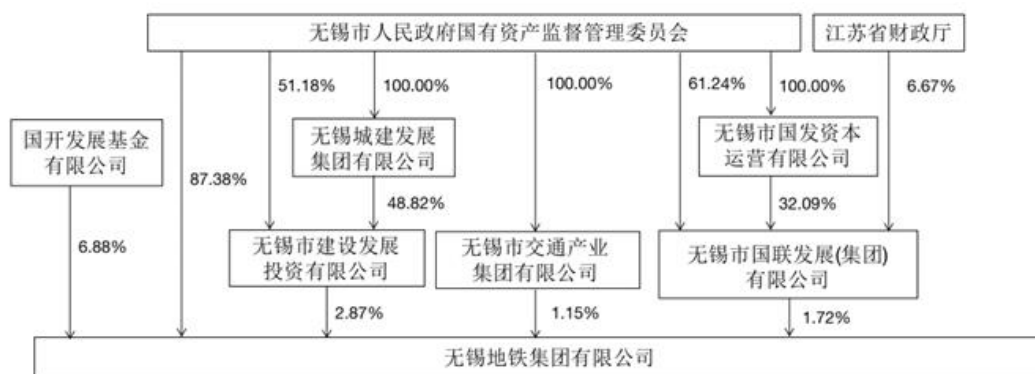 无锡市人民政府国有资产监督管理委员会
江苏省财政厅
51.18%
100.00%
100.00%
61.24%
100.00%
6.67%
国开发展基金
有限公司
无锡城建发展
集团有限公司
无锡市国发资本
运营有限公司
87.38%
48.82%
32.09%
6.88%
无锡市建设发展
投资有限公司
无锡市交通产业
集团有限公司
无锡市国联发展(集团)
有限公司
2.87%
1.15%
1.72%
无锡地铁集团有限公司